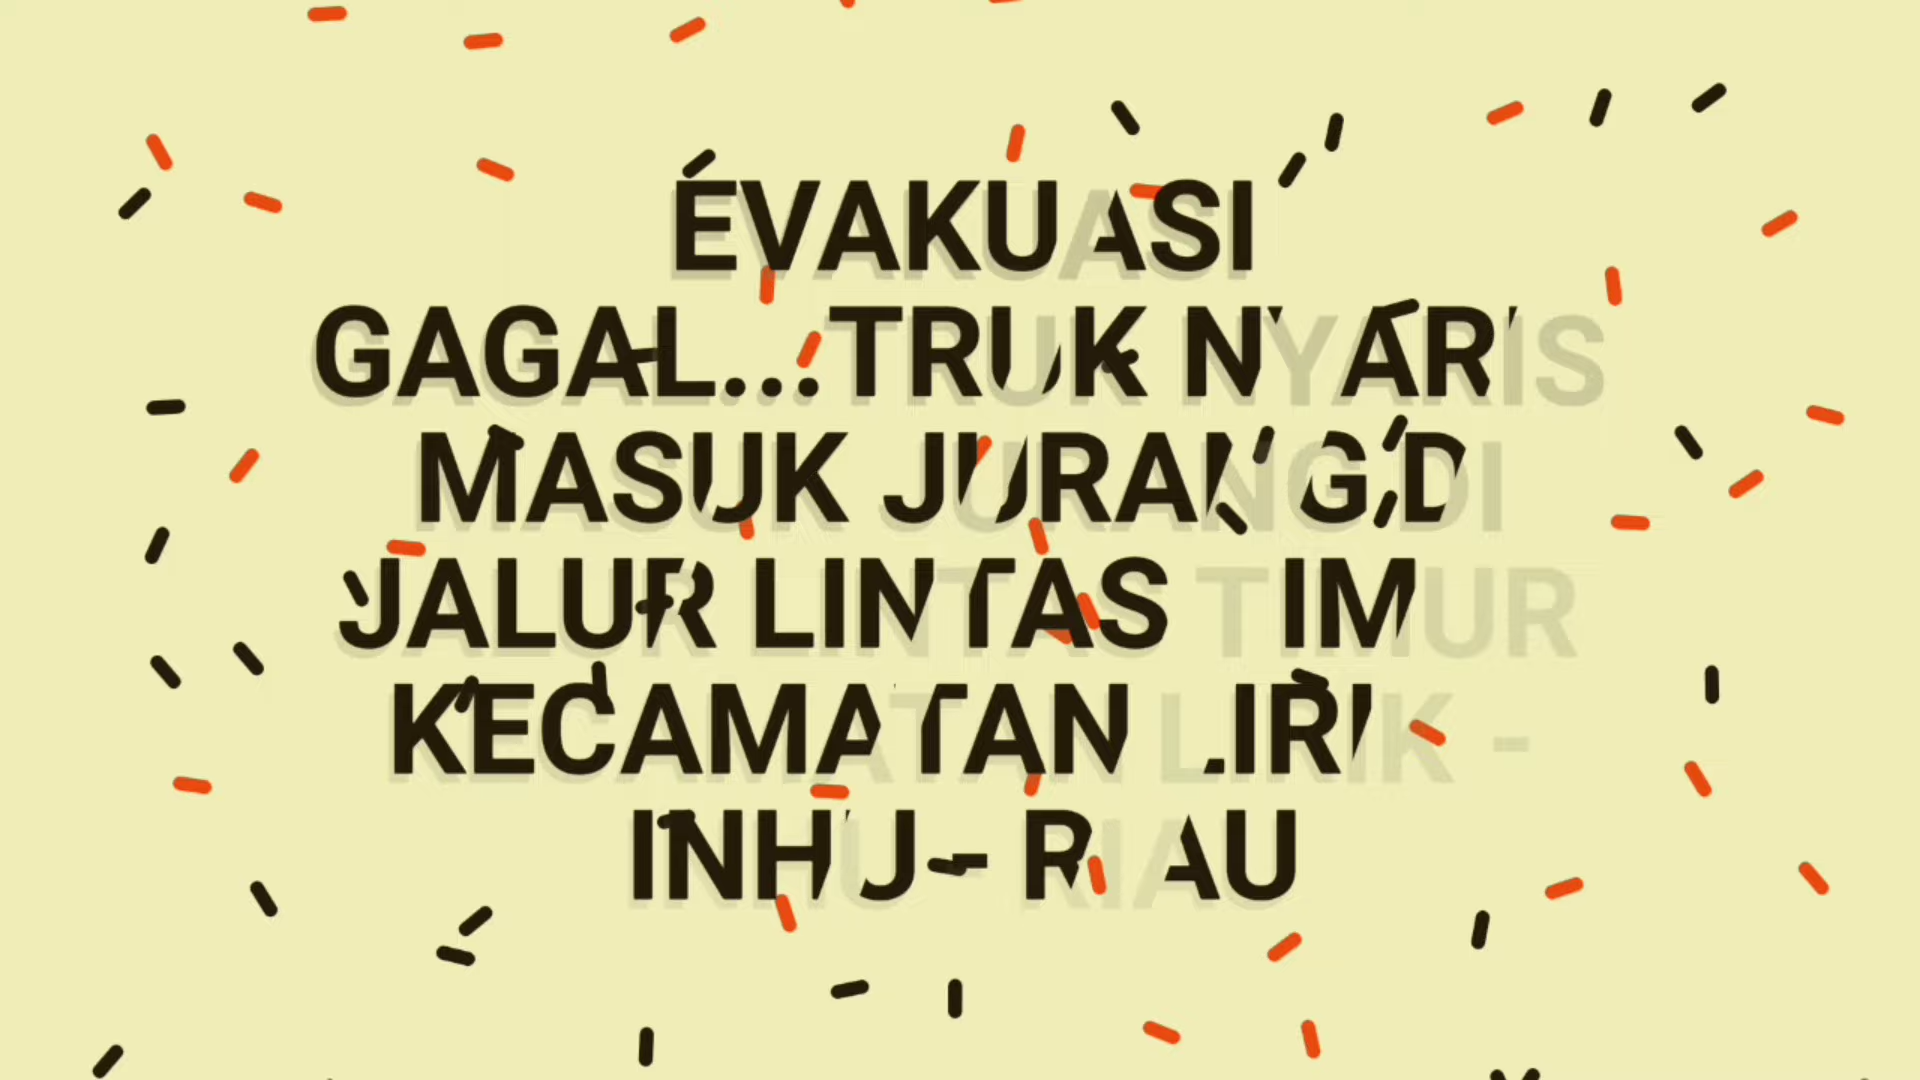 EVAKUASI
GAGAL...TRUK NYARIS
MASUK JURANG DI
JALUR LINTAS TIMUR
KECAMATAN LIRIK -
INHU - RIAU